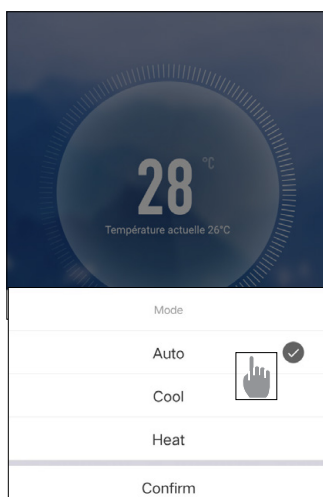 28 °C
Température actuelle 26°C
Mode
Auto
Cool
Heat
Confirm